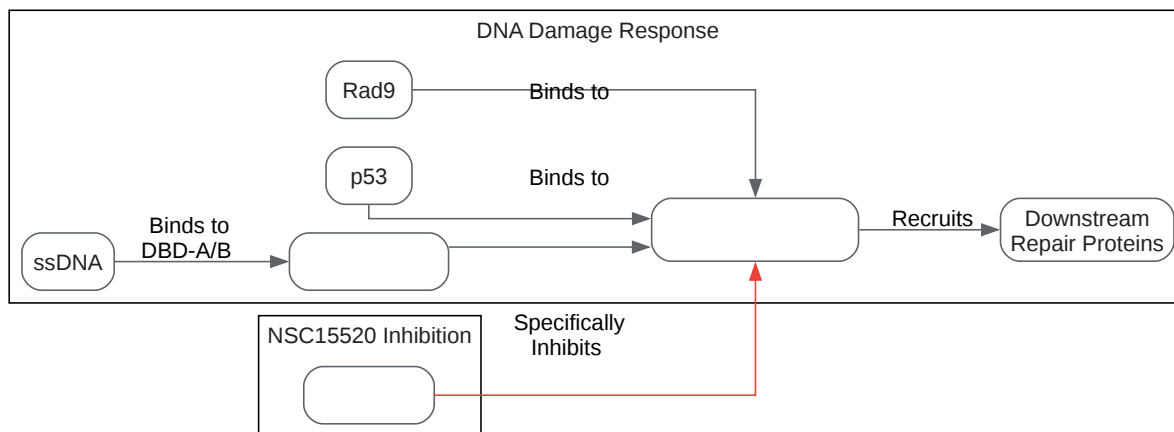 DNA Damage Response
Rad9
Binds to
p53
Binds to
Binds to
DBD-A/B
ssDNA
Recruits
Downstream
Repair Proteins
NSC15520 Inhibition
Specifically
Inhibits